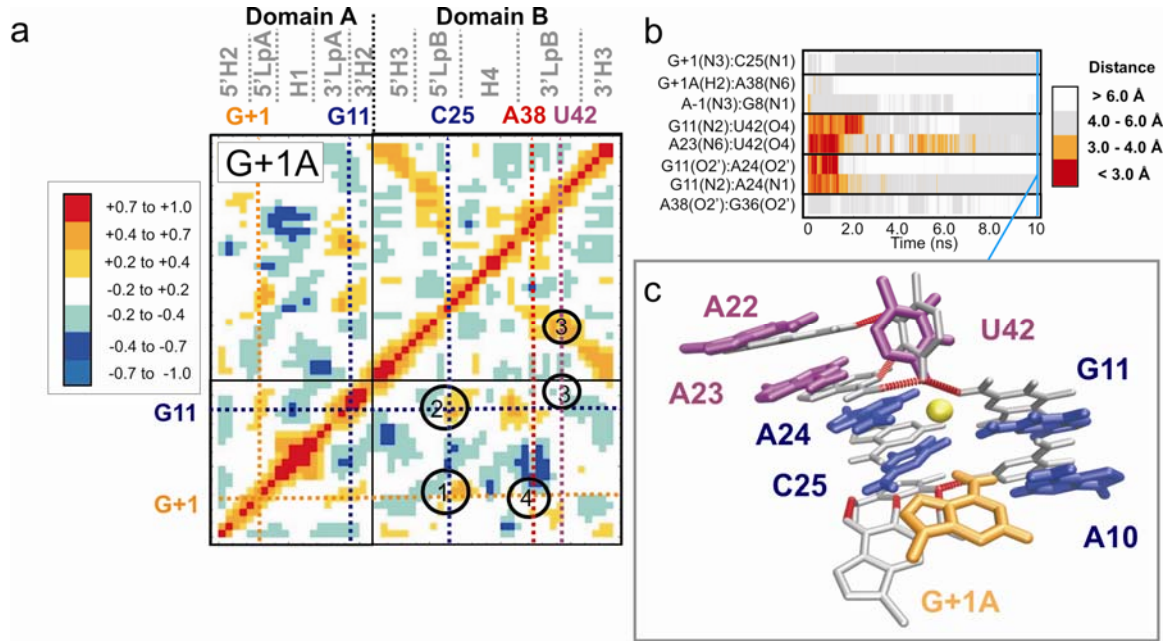 a
Domain A
Domain B
5'H2
5'LpA
H1
3'LpA
3'H2
5'H3
5'LpB
H4
3'LpB
3'H3
G+1
G11
C25
A38
U42
G+1A
+0.7 to +1.0
+0.4 to +0.7
+0.2 to +0.4
-0.2 to +0.2
-0.2 to -0.4
-0.4 to -0.7
-0.7 to -1.0
G11
G+1
3
3
2
1
4
b
G+1(N3):C25(N1)
G+1A(H2):A38(N6)
A-1(N3):G8(N1)
G11(N2):U42(O4)
A23(N6):U42(O4)
G11(O2'):A24(O2')
G11(N2):A24(N1)
A38(O2'):G36(O2')
0 2.0 4.0 6.0 8.0 10
Time (ns)
Distance
> 6.0 Å
4.0 - 6.0 Å
3.0 - 4.0 Å
< 3.0 Å
c
A22
U42
A23
G11
A24
C25
A10
G+1A